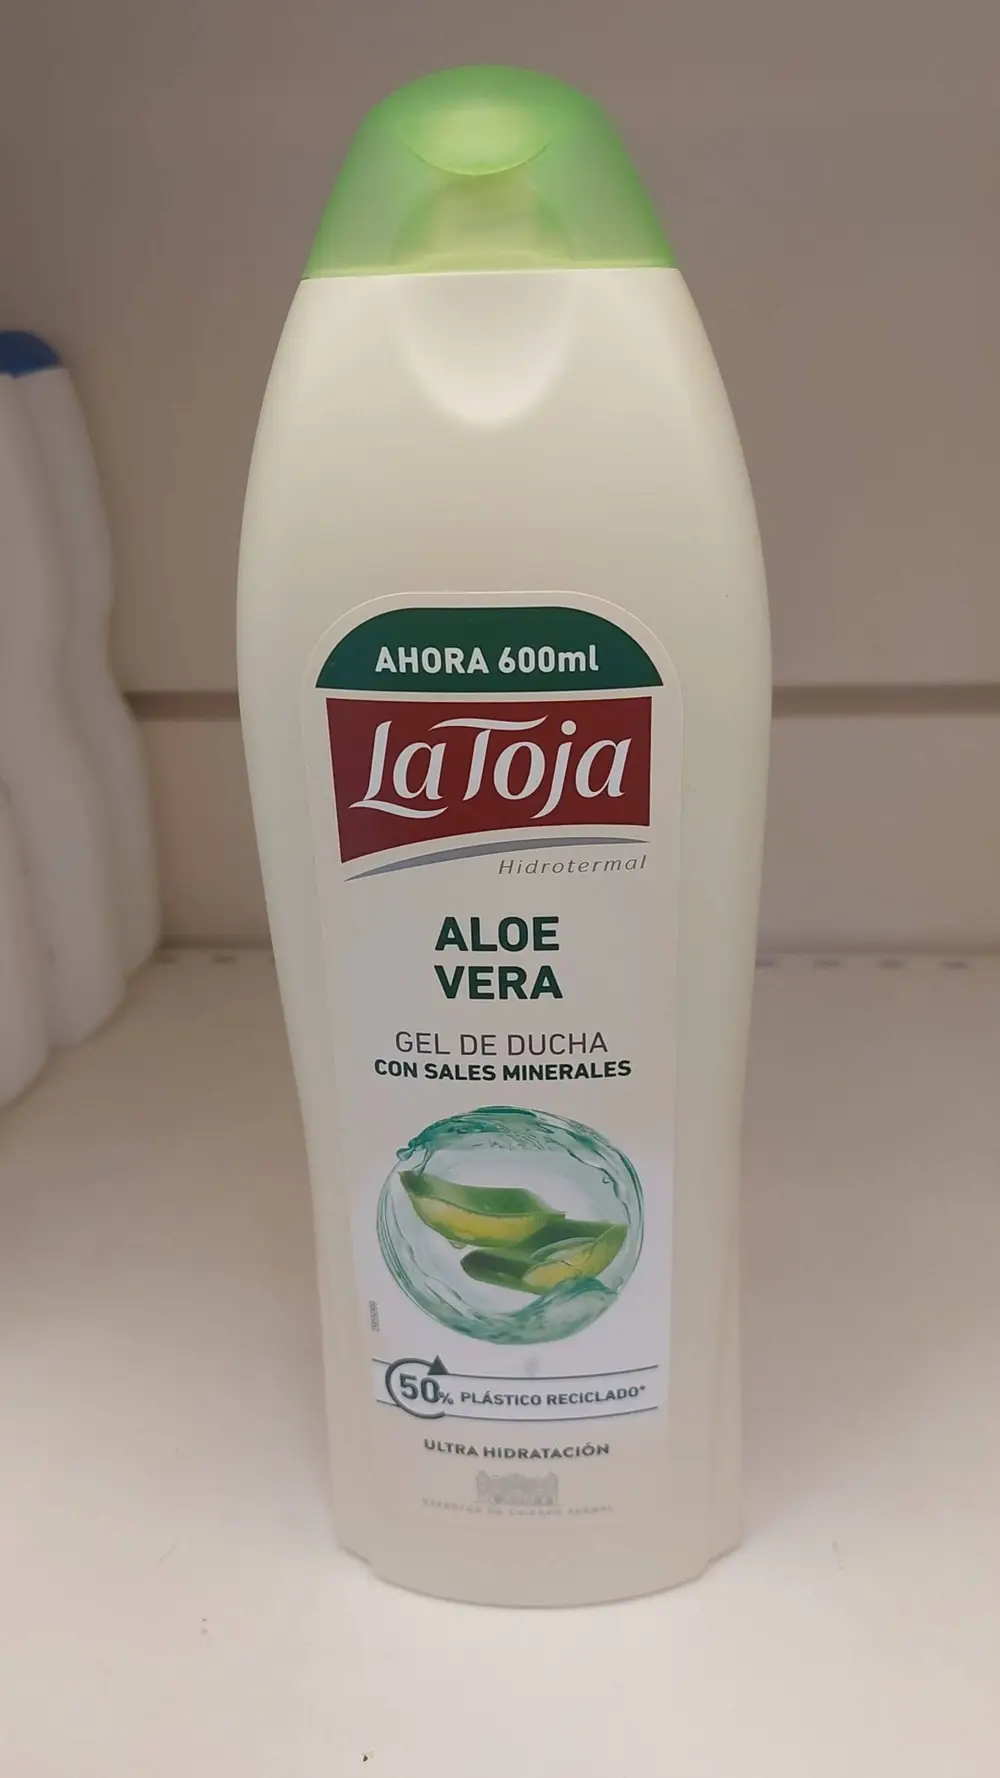 AHORA 600ml
La Toja
Hidrotermal
ALOE
VERA
GEL DE DUCHA
CON SALES MINERALES
50% PLÁSTICO RECICLADO*
ULTRA HIDRATACIÓN